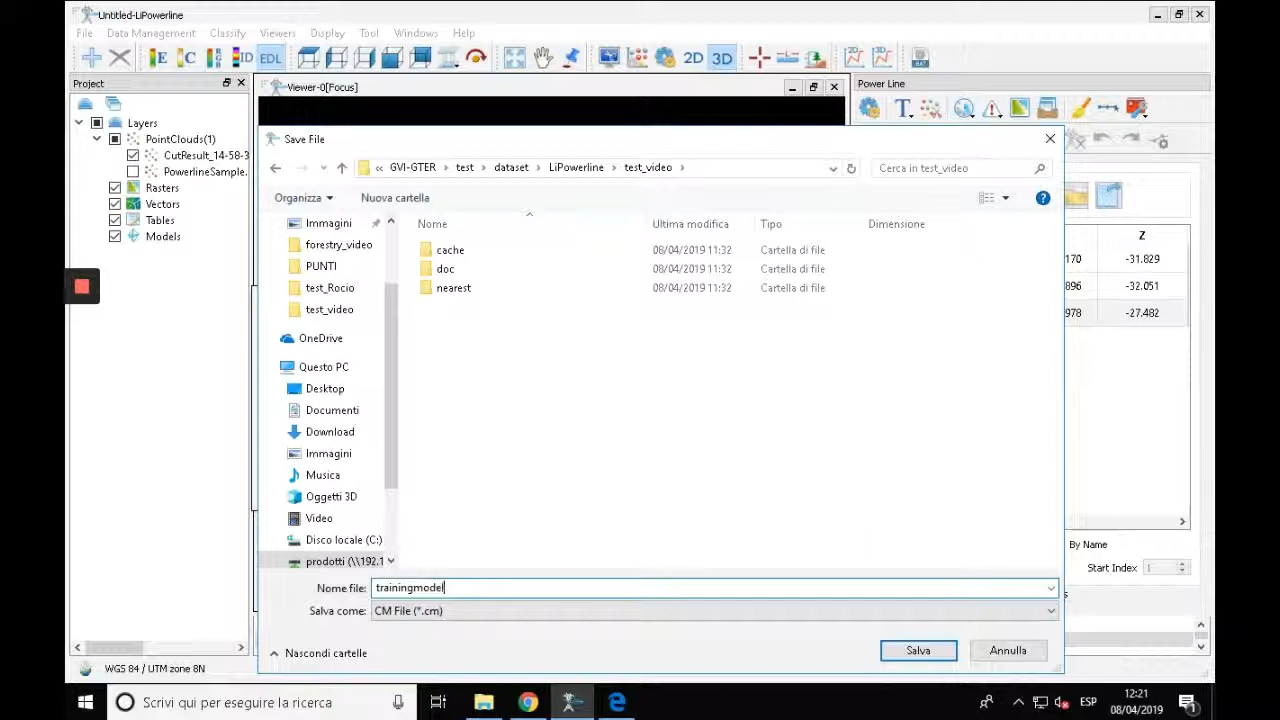 Untitled-LiPowerline
File Data Management Classify Viewers Display Tool Windows Help
E C ID EDL 2D 3D
Project
Viewer-0[Focus]
Power Line
Layers
PointClouds(1)
CutResult_14-58-3
PowerlineSample.
Rasters
Vectors
Tables
Models
Save File
« GVI-GTER test dataset LiPowerline test_video
Cerca in test_video
Organizza Nuova cartella
Nome Ultima modifica Tipo Dimensione
cache 08/04/2019 11:32 Cartella di file
doc 08/04/2019 11:32 Cartella di file
nearest 08/04/2019 11:32 Cartella di file
Immagini
forestry_video
PUNTI
test_Rocio
test_video
OneDrive
Questo PC
Desktop
Documenti
Download
Immagini
Musica
Oggetti 3D
Video
Disco locale (C:)
prodotti (\\192.1
Nome file: trainingmodel
Salva come: CM File (*.cm)
Nascondi cartelle
Salva Annulla
Z
170 -31.829
896 -32.051
978 -27.482
By Name
Start Index 1
WGS 84 / UTM zone 8N
Scrivi qui per eseguire la ricerca
ESP
12:21
08/04/2019
1